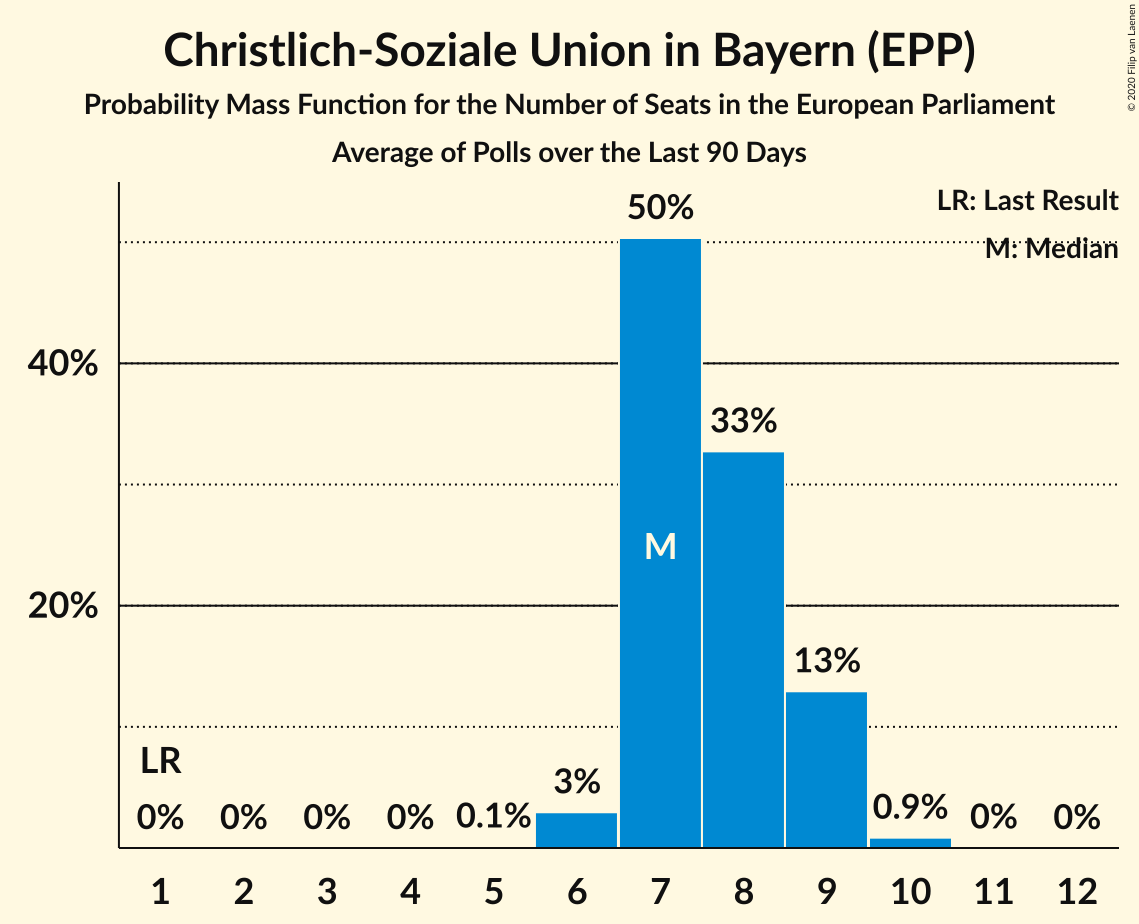 Christlich-Soziale Union in Bayern (EPP)
Probability Mass Function for the Number of Seats in the European Parliament
Average of Polls over the Last 90 Days
© 2020 Filip van Laenen
LR: Last Result
M: Median
50%
40%
33%
M
20%
13%
LR
0% 0% 0% 0% 0.1% 3% 0.9% 0% 0%
1 2 3 4 5 6 7 8 9 10 11 12